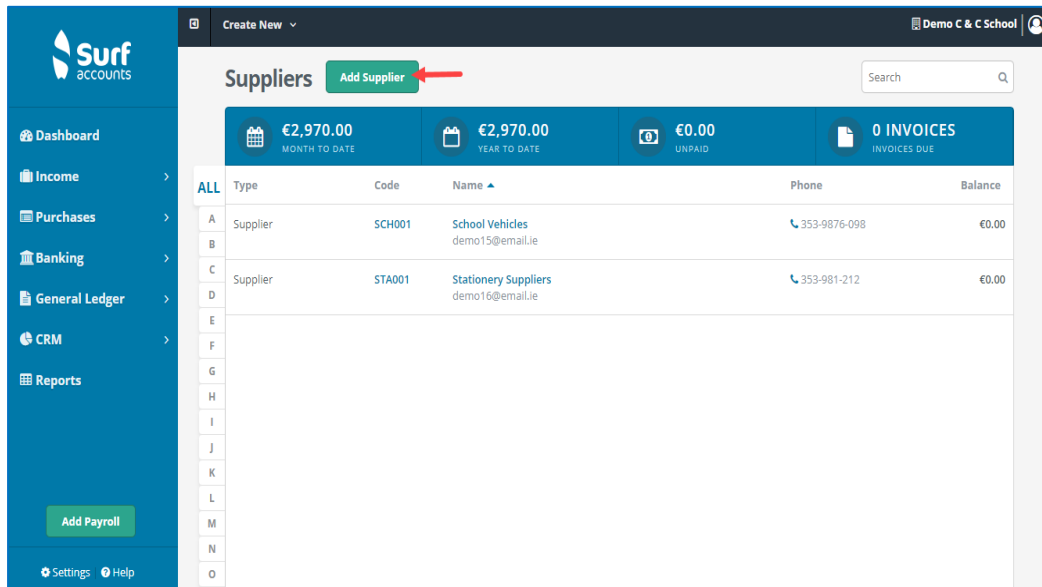 Surf
accounts
Create New
Demo C & C School
Suppliers
Add Supplier
Search
Dashboard
Income
Purchases
Banking
General Ledger
CRM
Reports
Add Payroll
Settings
Help
€2,970.00
MONTH TO DATE
€2,970.00
YEAR TO DATE
€0.00
UNPAID
0 INVOICES
INVOICES DUE
ALL
A
B
C
D
E
F
G
H
I
J
K
L
M
N
O
Type Code Name Phone Balance
Supplier SCH001 School Vehicles 353-9876-098 €0.00
demo15@email.ie
Supplier STA001 Stationery Suppliers 353-981-212 €0.00
demo16@email.ie